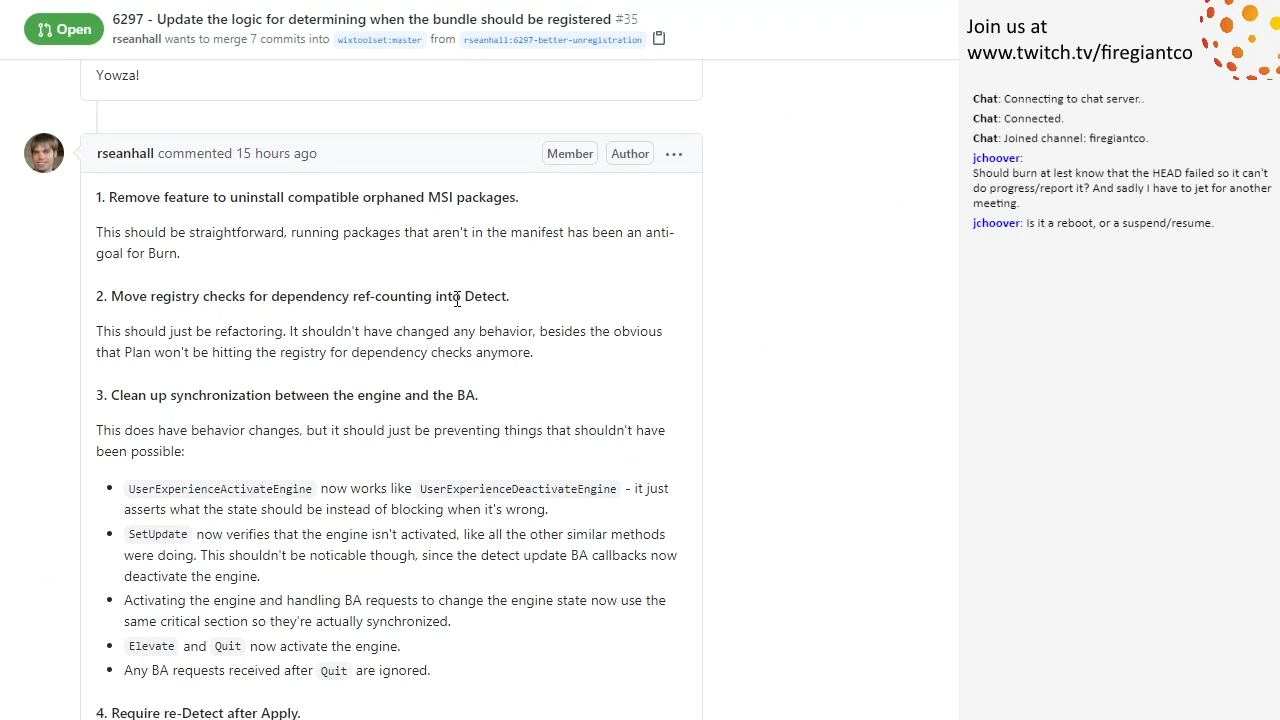 Open
6297 - Update the logic for determining when the bundle should be registered #35
rseanhall wants to merge 7 commits into wixtoolset:master from rseanhall:6297-better-unregistration
Yowza!
rseanhall commented 15 hours ago
Member
Author
1. Remove feature to uninstall compatible orphaned MSI packages.
This should be straightforward, running packages that aren't in the manifest has been an anti-
goal for Burn.
2. Move registry checks for dependency ref-counting into Detect.
This should just be refactoring. It shouldn't have changed any behavior, besides the obvious
that Plan won't be hitting the registry for dependency checks anymore.
3. Clean up synchronization between the engine and the BA.
This does have behavior changes, but it should just be preventing things that shouldn't have
been possible:
• UserExperienceActivateEngine now works like UserExperienceDeactivateEngine - it just
asserts what the state should be instead of blocking when it's wrong.
• SetUpdate now verifies that the engine isn't activated, like all the other similar methods
were doing. This shouldn't be noticable though, since the detect update BA callbacks now
deactivate the engine.
• Activating the engine and handling BA requests to change the engine state now use the
same critical section so they're actually synchronized.
• Elevate and Quit now activate the engine.
• Any BA requests received after Quit are ignored.
4. Require re-Detect after Apply.
Join us at
www.twitch.tv/firegiantco
Chat: Connecting to chat server..
Chat: Connected.
Chat: Joined channel: firegiantco.
jchoover:
Should burn at lest know that the HEAD failed so it can't
do progress/report it? And sadly I have to jet for another
meeting.
jchoover: Is it a reboot, or a suspend/resume.